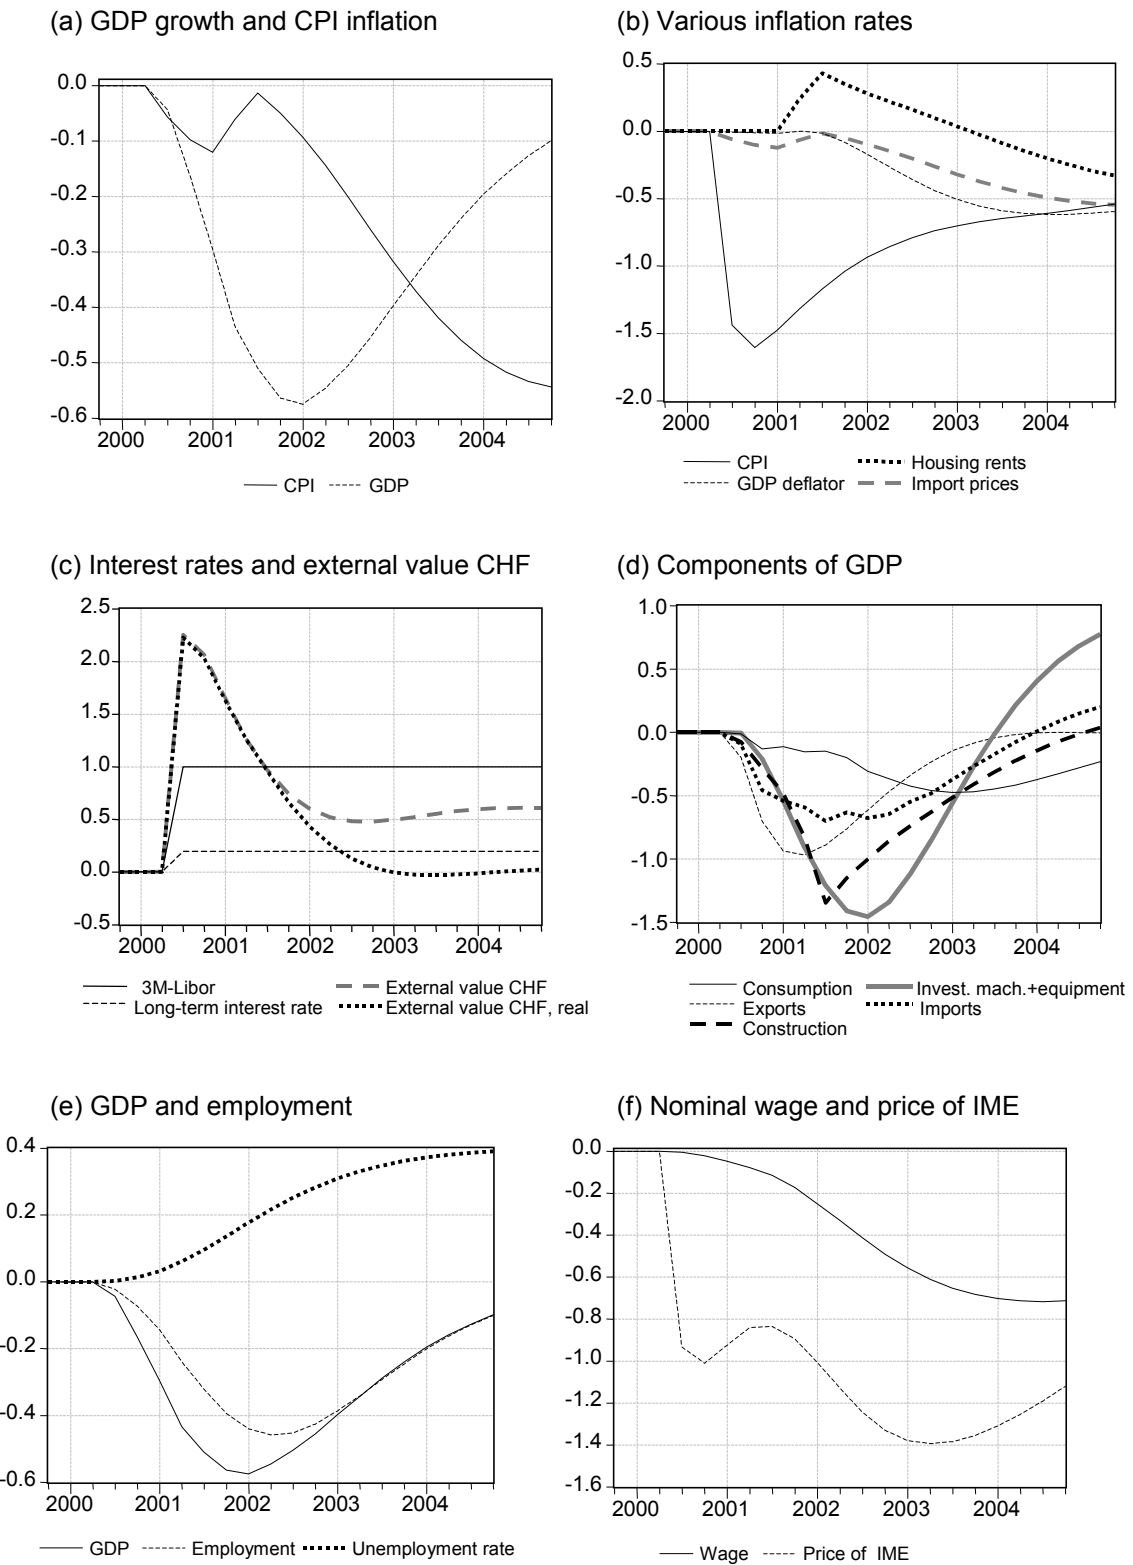 (a) GDP growth and CPI inflation
0.0
-0.1
-0.2
-0.3
-0.4
-0.5
-0.6
2000 2001 2002 2003 2004
CPI GDP
(b) Various inflation rates
0.5
0.0
-0.5
-1.0
-1.5
-2.0
2000 2001 2002 2003 2004
CPI Housing rents
GDP deflator Import prices
(c) Interest rates and external value CHF
2.5
2.0
1.5
1.0
0.5
0.0
-0.5
2000 2001 2002 2003 2004
3M-Libor External value CHF
Long-term interest rate External value CHF, real
(d) Components of GDP
1.0
0.5
0.0
-0.5
-1.0
-1.5
2000 2001 2002 2003 2004
Consumption Invest. mach.+equipment
Exports Imports
Construction
(e) GDP and employment
0.4
0.2
0.0
-0.2
-0.4
-0.6
2000 2001 2002 2003 2004
GDP Employment Unemployment rate
(f) Nominal wage and price of IME
0.0
-0.2
-0.4
-0.6
-0.8
-1.0
-1.2
-1.4
-1.6
2000 2001 2002 2003 2004
Wage Price of IME